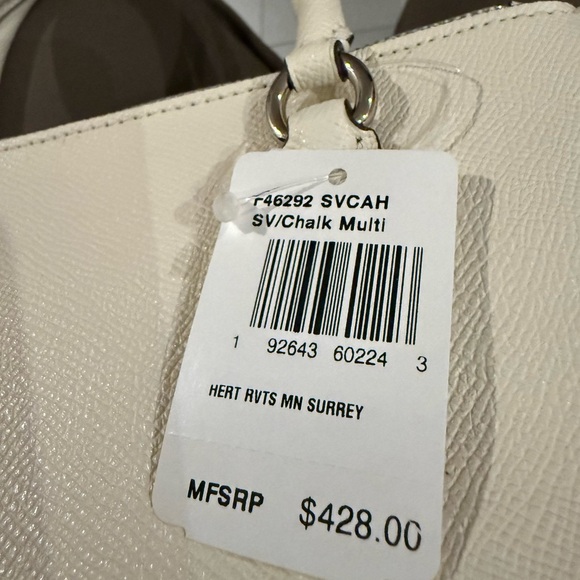 F46292 SVCAH
SV/Chalk Multi
1 92643 60224 3
HERT RVTS MN SURREY
MFSRP $428.00